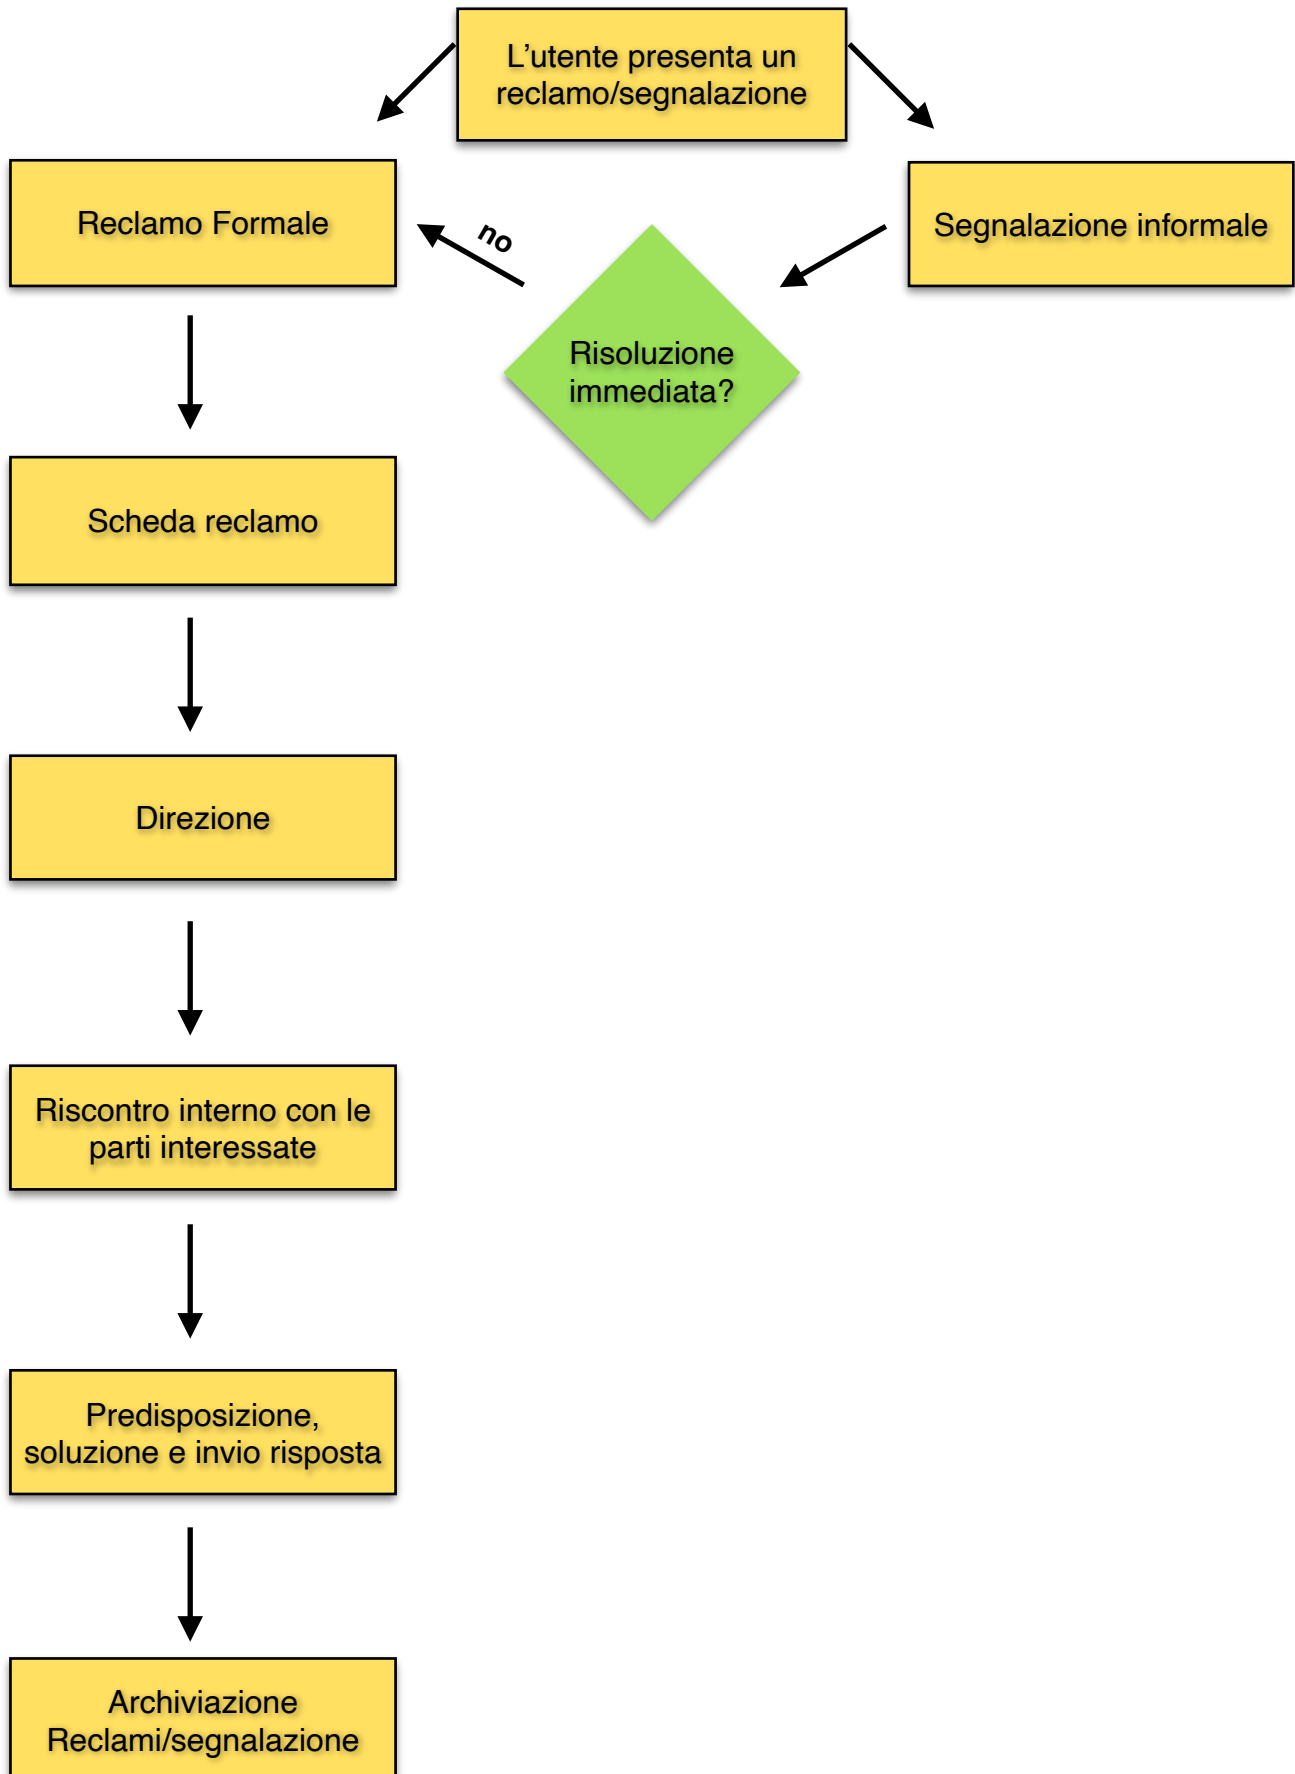 L’utente presenta un
reclamo/segnalazione
Reclamo Formale
no
Segnalazione informale
Risoluzione
immediata?
Scheda reclamo
Direzione
Riscontro interno con le
parti interessate
Predisposizione,
soluzione e invio risposta
Archiviazione
Reclami/segnalazione